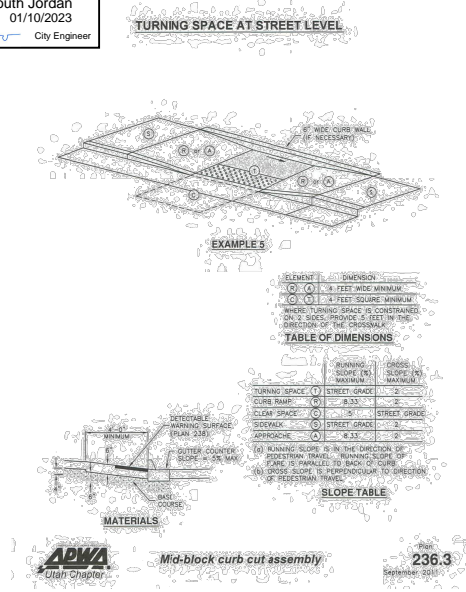 outh Jordan
01/10/2023
City Engineer
TURNING SPACE AT STREET LEVEL
6" WIDE CURB WALL
(IF NECESSARY)
S
R or A
T
R or A
S
C
EXAMPLE 5
ELEMENT DIMENSION
R A 4 FEET WIDE MINIMUM
C T 4 FEET SQUARE MINIMUM
WHERE TURNING SPACE IS CONSTRAINED
ON 2 SIDES, PROVIDE 5 FEET IN THE
DIRECTION OF THE CROSSWALK
TABLE OF DIMENSIONS
RUNNING SLOPE (%) MAXIMUM CROSS SLOPE (%) MAXIMUM
TURNING SPACE T STREET GRADE 2
CURB RAMP R 8.33 2
CLEAR SPACE C 5 STREET GRADE
SIDEWALK S STREET GRADE 2
APPROACHE A 8.33 2
(a) RUNNING SLOPE IS IN THE DIRECTION OF
PEDESTRIAN TRAVEL. RUNNING SLOPE OF
FLARE IS PARALLEL TO BACK OF CURB.
(b) CROSS SLOPE IS PERPENDICULAR TO DIRECTION
OF PEDESTRIAN TRAVEL
SLOPE TABLE
DETECTABLE
WARNING SURFACE
(PLAN 238)
MINIMUM
GUTTER COUNTER
SLOPE = 5% MAX
BASE
COURSE
MATERIALS
APWA
Utah Chapter
Mid-block curb cut assembly
Plan
236.3
September 2011